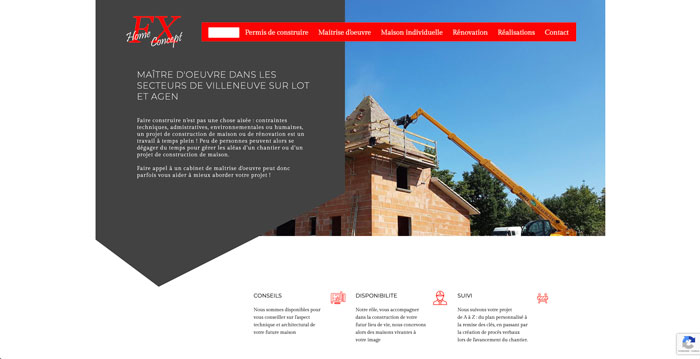 FX
Home
Concept
Permis de construire Maîtrise d'oeuvre Maison individuelle Rénovation Réalisations Contact
MAÎTRE D'OEUVRE DANS LES
SECTEURS DE VILLENEUVE SUR LOT
ET AGEN
Faire construire n'est pas une chose aisée : contraintes
techniques, admistratives, environnementales ou humaines,
un projet de construction de maison ou de rénovation est un
travail à temps plein ! Peu de personnes peuvent alors se
dégager du temps pour gérer les aléas d'un chantier ou d'un
projet de construction de maison.
Faire appel à un cabinet de maîtrise d'oeuvre peut donc
parfois vous aider à mieux aborder votre projet !
CONSEILS
Nous sommes disponibles pour
vous conseiller sur l'aspect
technique et architectural de
votre future maison
DISPONIBILITE
Notre rôle, vous accompagner
dans la construction de votre
futur lieu de vie, nous concevons
alors des maisons vivantes à
votre image
SUIVI
Nous suivons votre projet
de A à Z : du plan personnalisé à
la remise des clés, en passant par
la création de procès verbaux
lors de l'avancement du chantier.